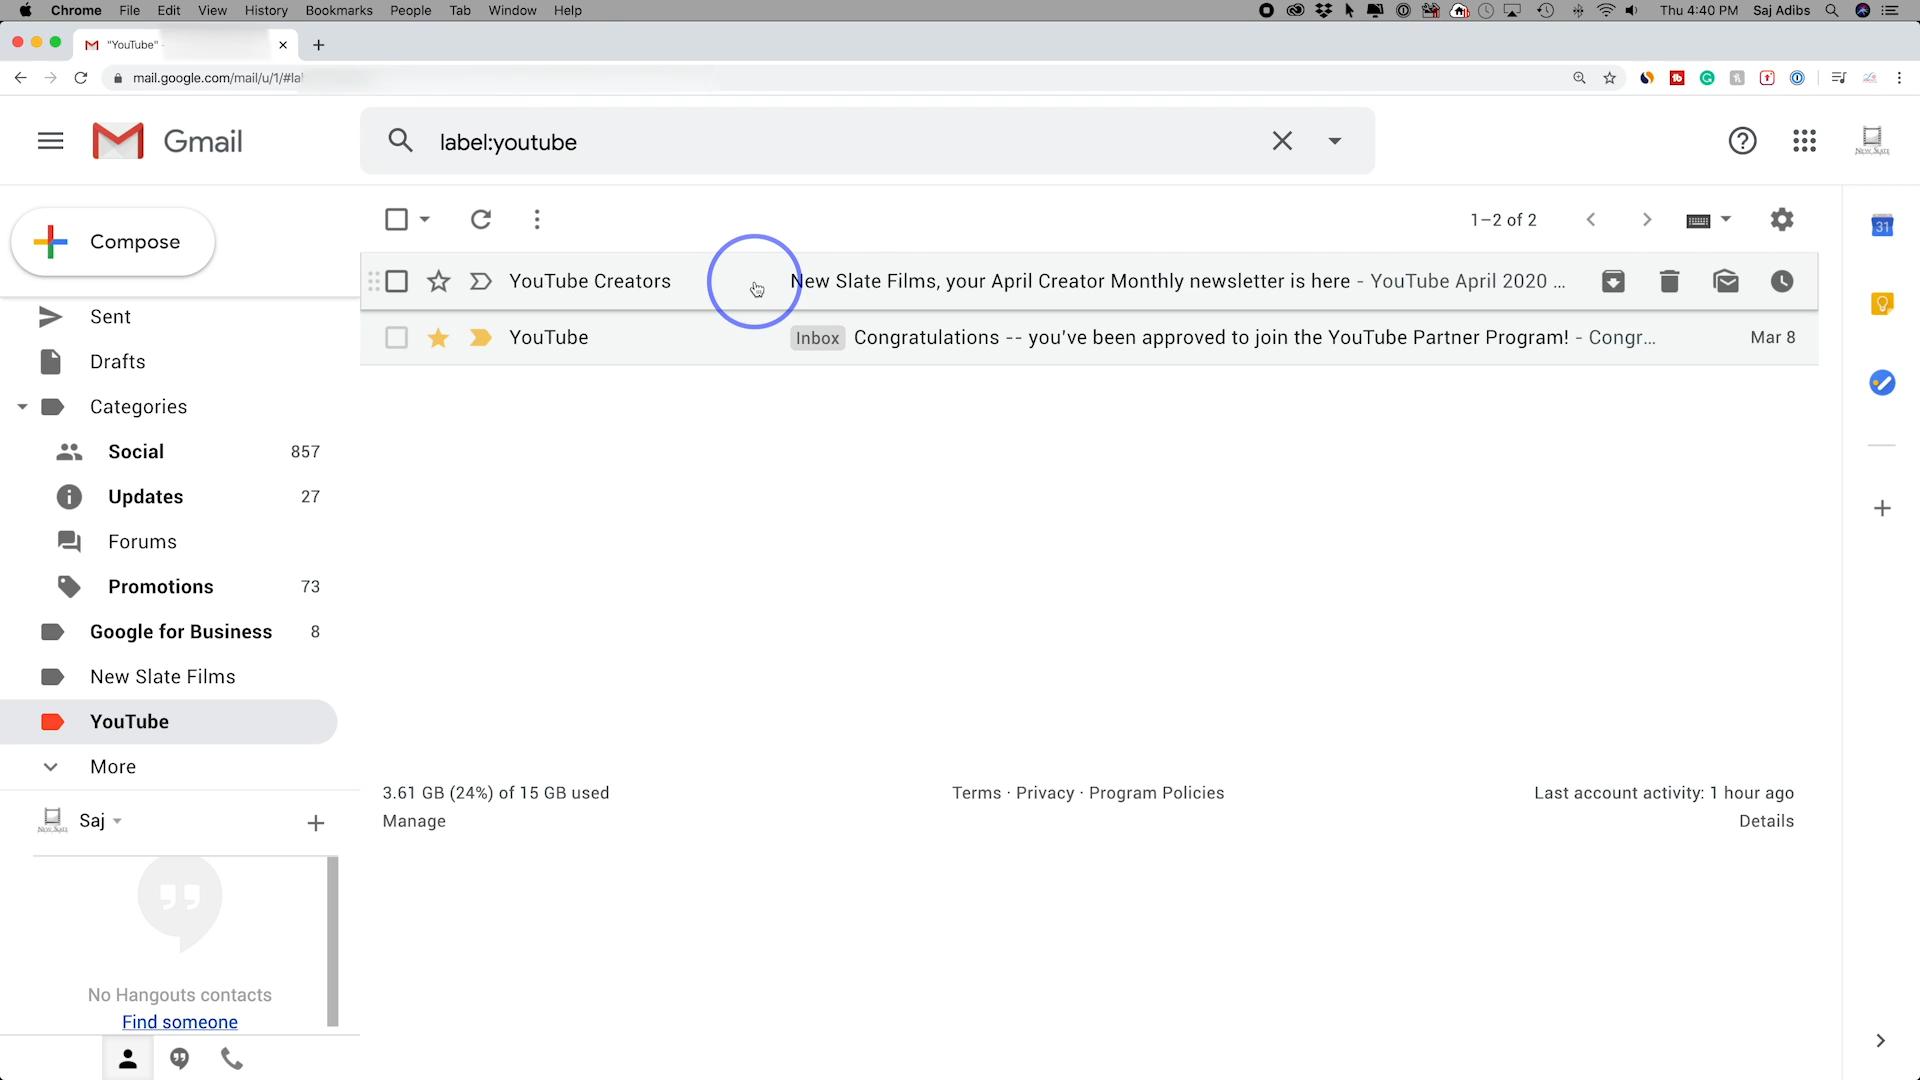 Chrome File Edit View History Bookmarks People Tab Window Help Thu 4:40 PM Saj Adibs
"YouTube" -
mail.google.com/mail/u/1/#la
Gmail
label:youtube
NEW SLATE
Compose
1–2 of 2
31
YouTube Creators New Slate Films, your April Creator Monthly newsletter is here - YouTube April 2020 ...
YouTube Inbox Congratulations -- you've been approved to join the YouTube Partner Program! - Congr... Mar 8
Sent
Drafts
Categories
Social 857
Updates 27
Forums
Promotions 73
Google for Business 8
New Slate Films
YouTube
More
3.61 GB (24%) of 15 GB used Terms · Privacy · Program Policies Last account activity: 1 hour ago
Manage Details
NEW SLATE Saj
No Hangouts contacts
Find someone